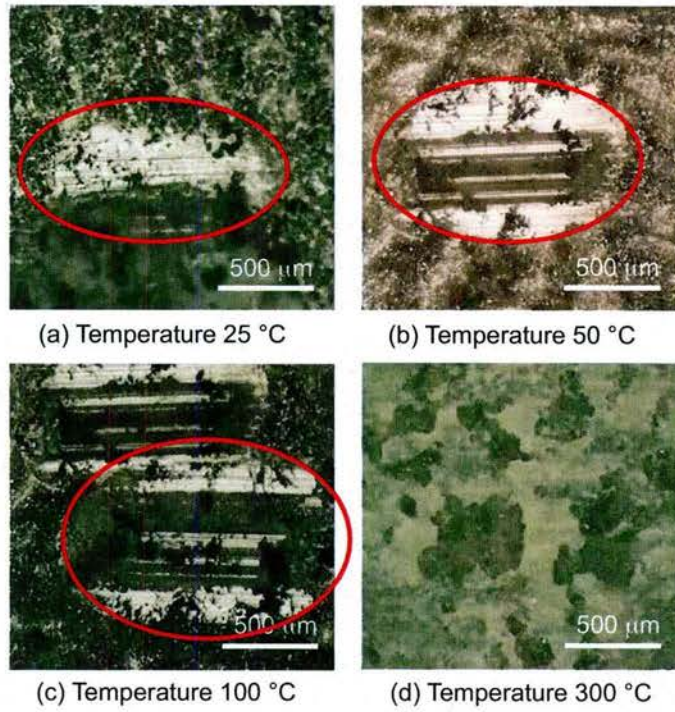 500 μm
500 μm
(a) Temperature 25 °C
(b) Temperature 50 °C
500 μm
500 μm
(c) Temperature 100 °C
(d) Temperature 300 °C